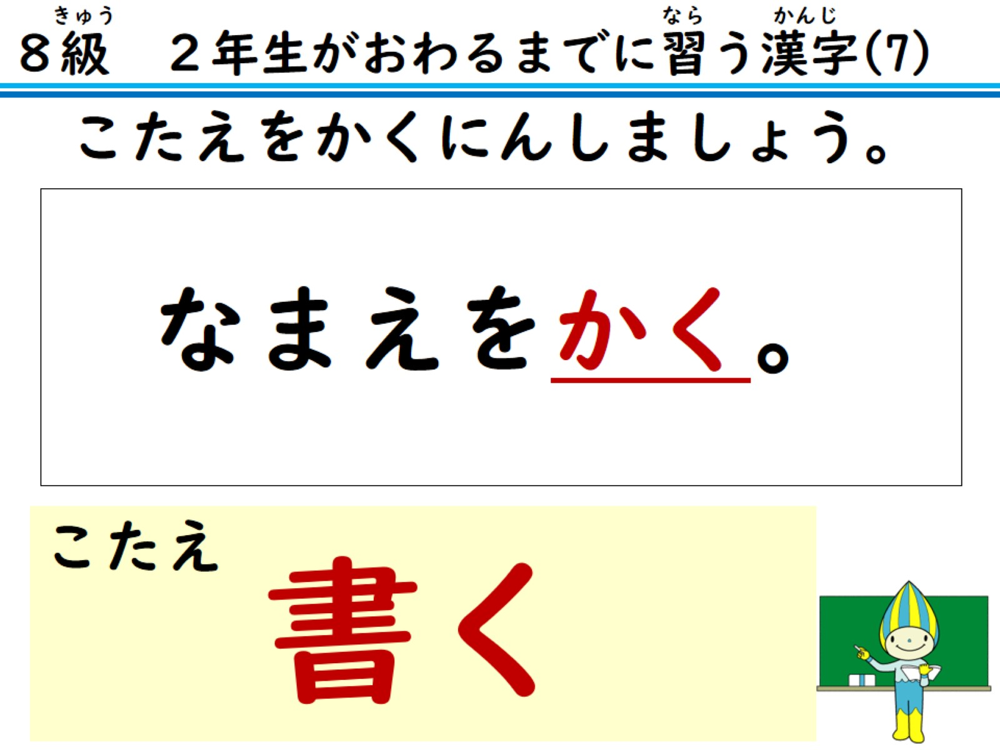 きゅう なら かんじ
８級　２年生がおわるまでに習う漢字(7)
こたえをかくにんしましょう。
なまえをかく。
こたえ
書く